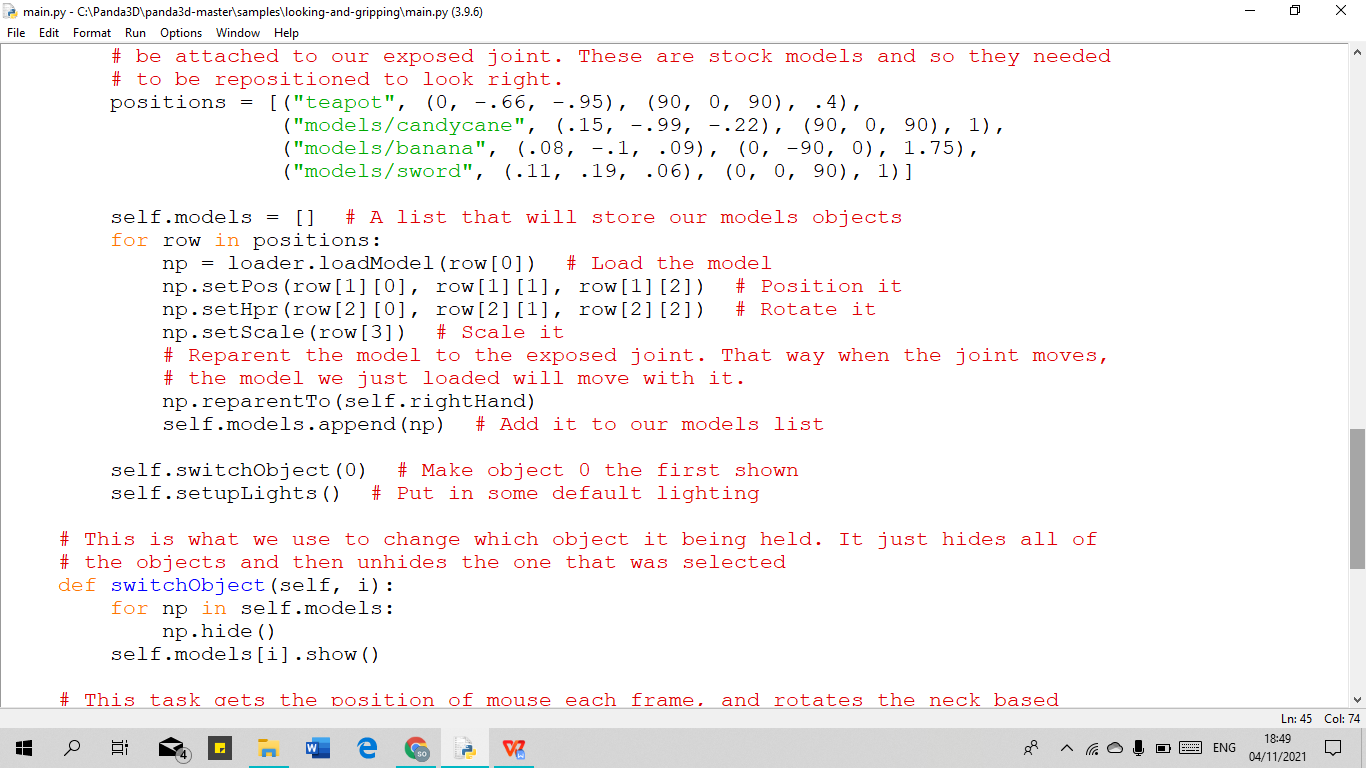 main.py - C:\Panda3D\panda3d-master\samples\looking-and-gripping\main.py (3.9.6)
File Edit Format Run Options Window Help
# be attached to our exposed joint. These are stock models and so they needed
# to be repositioned to look right.
positions = [("teapot", (0, -.66, -.95), (90, 0, 90), .4),
("models/candycane", (.15, -.99, -.22), (90, 0, 90), 1),
("models/banana", (.08, -.1, .09), (0, -90, 0), 1.75),
("models/sword", (.11, .19, .06), (0, 0, 90), 1)]
self.models = [] # A list that will store our models objects
for row in positions:
np = loader.loadModel(row[0]) # Load the model
np.setPos(row[1][0], row[1][1], row[1][2]) # Position it
np.setHpr(row[2][0], row[2][1], row[2][2]) # Rotate it
np.setScale(row[3]) # Scale it
# Reparent the model to the exposed joint. That way when the joint moves,
# the model we just loaded will move with it.
np.reparentTo(self.rightHand)
self.models.append(np) # Add it to our models list
self.switchObject(0) # Make object 0 the first shown
self.setupLights() # Put in some default lighting
# This is what we use to change which object it being held. It just hides all of
# the objects and then unhides the one that was selected
def switchObject(self, i):
for np in self.models:
np.hide()
self.models[i].show()
# This task gets the position of mouse each frame, and rotates the neck based
Ln: 45 Col: 74
4
SO
W
ENG
18:49
04/11/2021